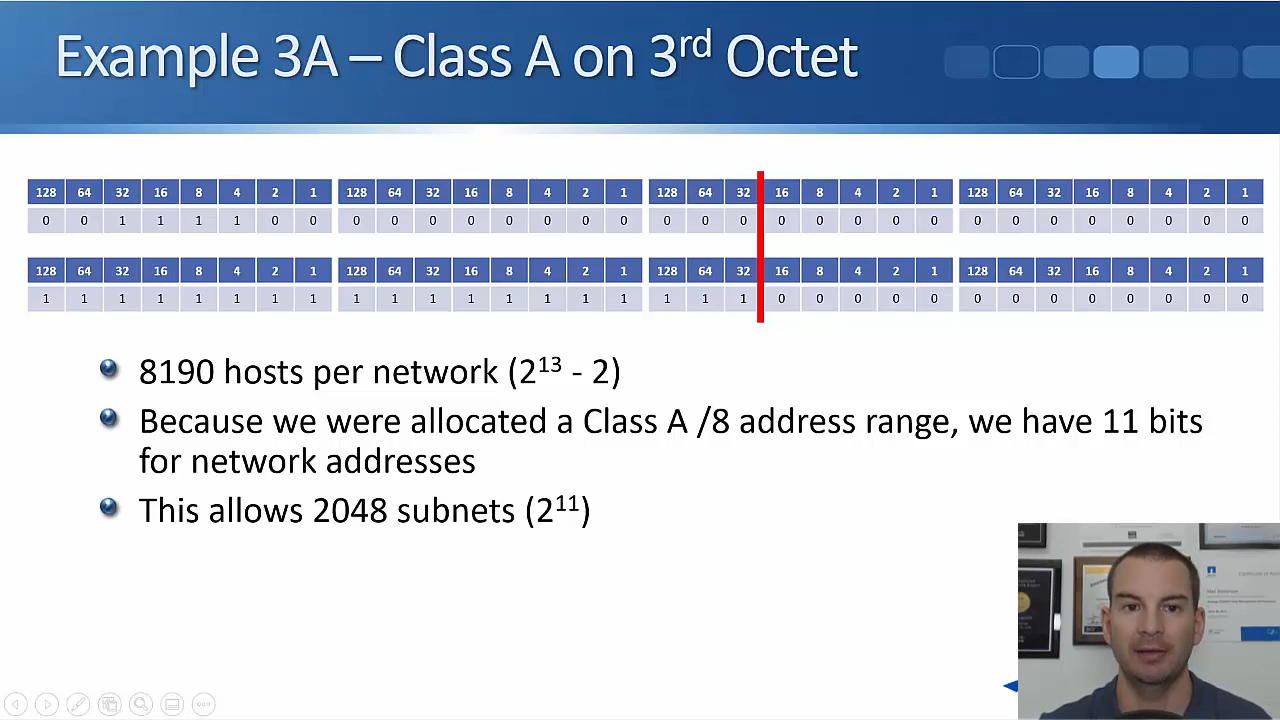 Example 3A – Class A on 3rd Octet
128 64 32 16 8 4 2 1 128 64 32 16 8 4 2 1 128 64 32 16 8 4 2 1 128 64 32 16 8 4 2 1
0 0 1 1 1 1 0 0 0 0 0 0 0 0 0 0 0 0 0 0 0 0 0 0 0 0 0 0 0 0 0 0
128 64 32 16 8 4 2 1 128 64 32 16 8 4 2 1 128 64 32 16 8 4 2 1 128 64 32 16 8 4 2 1
1 1 1 1 1 1 1 1 1 1 1 1 1 1 1 1 1 1 1 0 0 0 0 0 0 0 0 0 0 0 0 0
8190 hosts per network (2¹³ - 2)
Because we were allocated a Class A /8 address range, we have 11 bits
for network addresses
This allows 2048 subnets (2¹¹)